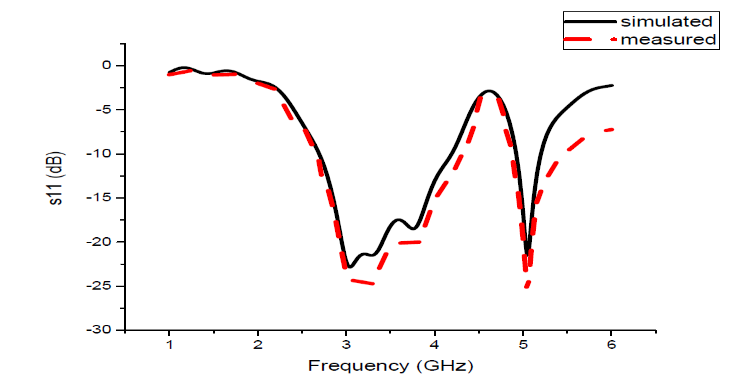 simulated
measured
0
-5
-10
-15
-20
-25
-30
s11 (dB)
1 2 3 4 5 6
Frequency (GHz)